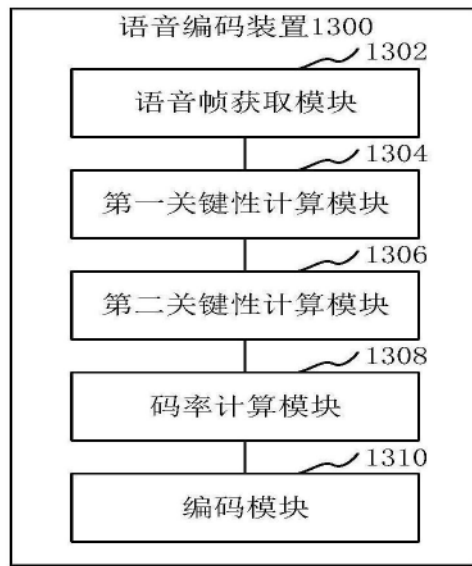 语音编码装置1300
1302
语音帧获取模块
1304
第一关键性计算模块
1306
第二关键性计算模块
1308
码率计算模块
1310
编码模块